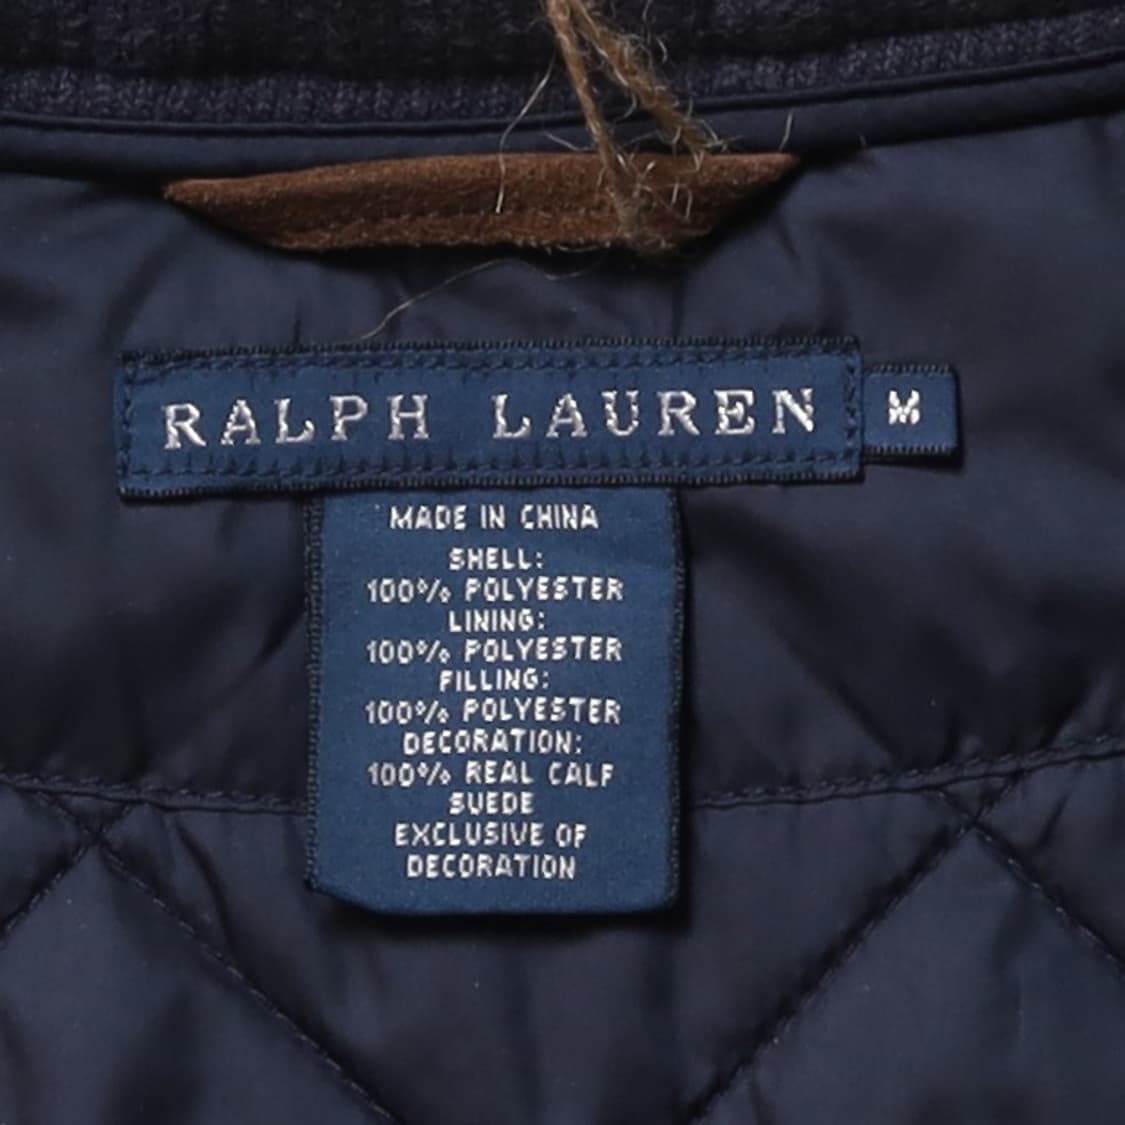 RALPH LAUREN M
MADE IN CHINA
SHELL:
100% POLYESTER
LINING:
100% POLYESTER
FILLING:
100% POLYESTER
DECORATION:
100% REAL CALF
SUEDE
EXCLUSIVE OF
DECORATION